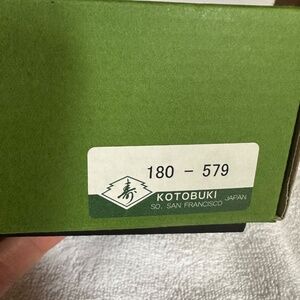 180 - 579
寿
KOTOBUKI
SO. SAN FRANCISCO JAPAN